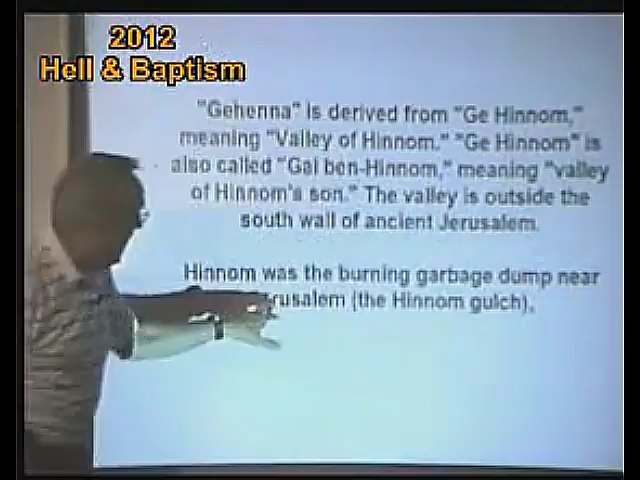 2012
Hell & Baptism
"Gehenna" is derived from "Ge Hinnom,"
meaning "Valley of Hinnom." "Ge Hinnom" is
also called "Gai ben-Hinnom," meaning "valley
of Hinnom's son." The valley is outside the
south wall of ancient Jerusalem.
Hinnom was the burning garbage dump near
rusalem (the Hinnom gulch),